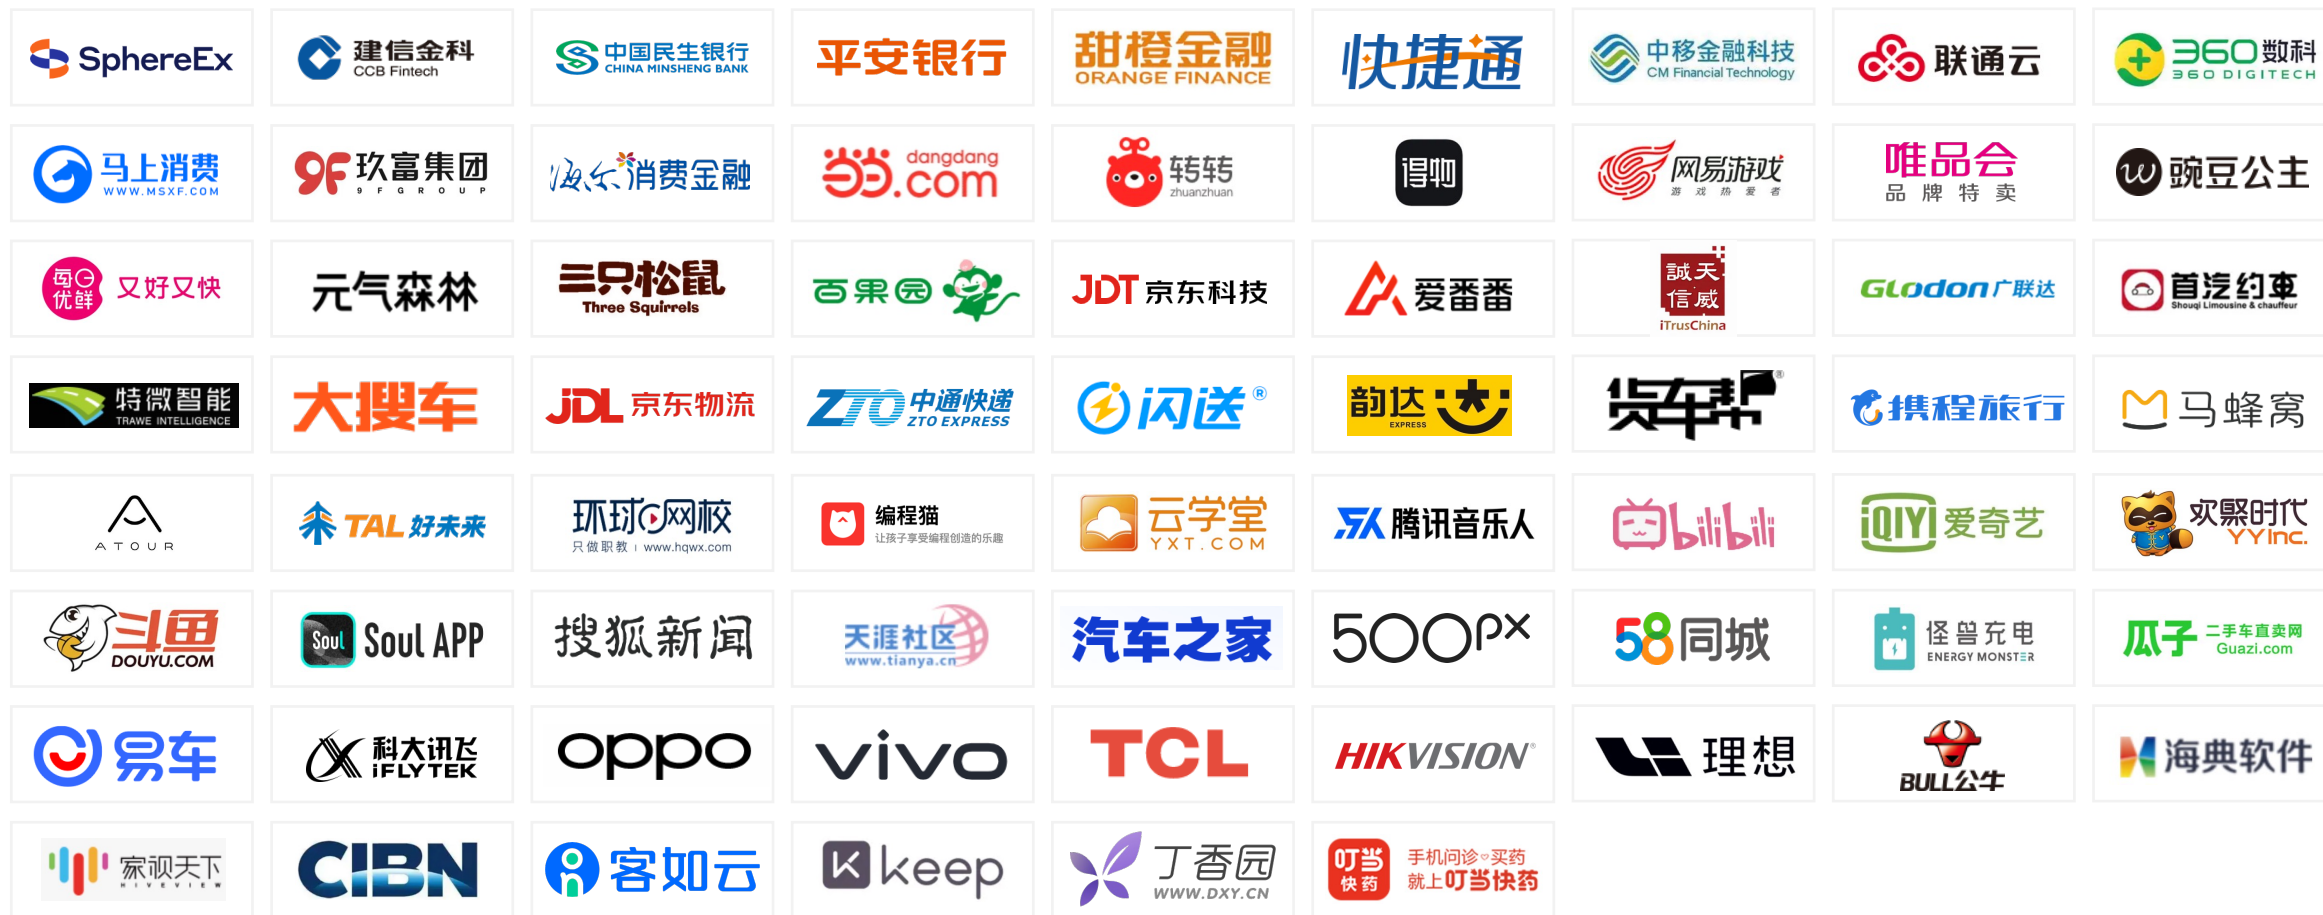 SphereEx
建信金科
CCB Fintech
中国民生银行
CHINA MINSHENG BANK
平安银行
甜橙金融
ORANGE FINANCE
快捷通
中移金融科技
CM Financial Technology
联通云
360数科
360 DIGITECH
马上消费
WWW.MSXF.COM
9F 玖富集团
9F GROUP
海尔消费金融
当当.com
dangdang
转转
zhuanzhuan
得物
网易游戏
游戏热爱者
唯品会
品牌特卖
w 豌豆公主
每日优鲜
又好又快
元气森林
三只松鼠
Three Squirrels
百果园
JDT 京东科技
爱番番
誠天
信威
iTrusChina
GLodon广联达
首汽约車
Shouqi Limousine & chauffeur
特微智能
TRAWE INTELLIGENCE
大搜车
JDL 京东物流
ZTO 中通快递
ZTO EXPRESS
闪送®
韵达
EXPRESS
货车帮®
携程旅行
马蜂窝
ATOUR
TAL 好未来
环球网校
只做职教 | www.hqwx.com
编程猫
让孩子享受编程创造的乐趣
云学堂
YXT.COM
腾讯音乐人
bilibili
iQIYI 爱奇艺
欢聚时代
YY Inc.
斗鱼
DOUYU.COM
Soul
Soul APP
搜狐新闻
天涯社区
www.tianya.cn
汽车之家
500px
58同城
怪兽充电
ENERGY MONSTER
瓜子
二手车直卖网
Guazi.com
易车
科大讯飞
iFLYTEK
oppo
vivo
TCL
HIKVISION®
理想
BULL公牛
海典软件
家视天下
HIVEVIEW
CIBN
客如云
K keep
丁香园
WWW.DXY.CN
叮当
快药
手机问诊♡买药
就上叮当快药